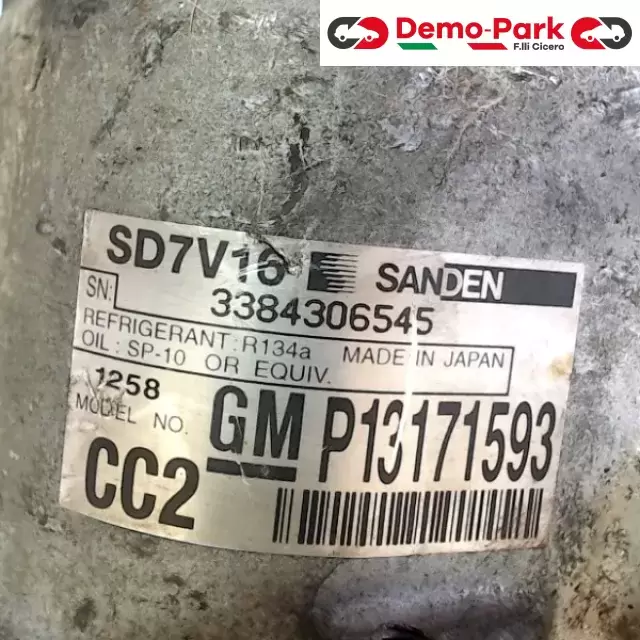 Demo-Park
F.lli Cicero
SD7V16 SANDEN
SN: 3384306545
REFRIGERANT : R134a MADE IN JAPAN
OIL : SP-10 OR EQUIV.
1258
MODEL NO.
GM P13171593
CC2